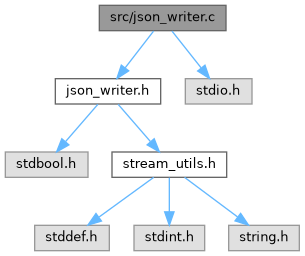 src/json_writer.c
json_writer.h
stdio.h
stdbool.h
stream_utils.h
stddef.h
stdint.h
string.h